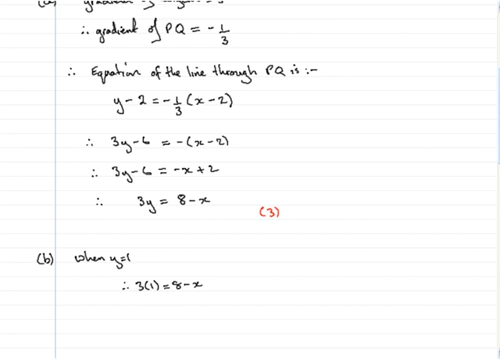 (a)
∴ gradient of PQ = -1/3
∴ Equation of the line through PQ is :-
y - 2 = -1/3 (x - 2)
∴ 3y - 6 = -(x - 2)
∴ 3y - 6 = -x + 2
∴ 3y = 8 - x
(3)
(b) when y=1
∴ 3(1) = 8 - x